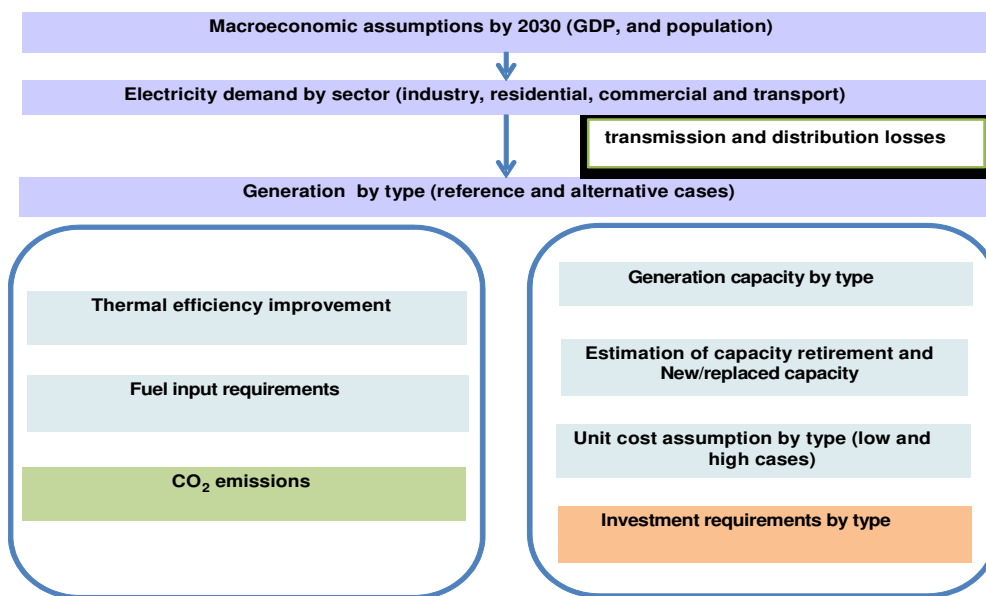 Macroeconomic assumptions by 2030 (GDP, and population)
Electricity demand by sector (industry, residential, commercial and transport)
transmission and distribution losses
Generation by type (reference and alternative cases)
Thermal efficiency improvement
Fuel input requirements
CO₂ emissions
Generation capacity by type
Estimation of capacity retirement and
New/replaced capacity
Unit cost assumption by type (low and
high cases)
Investment requirements by type